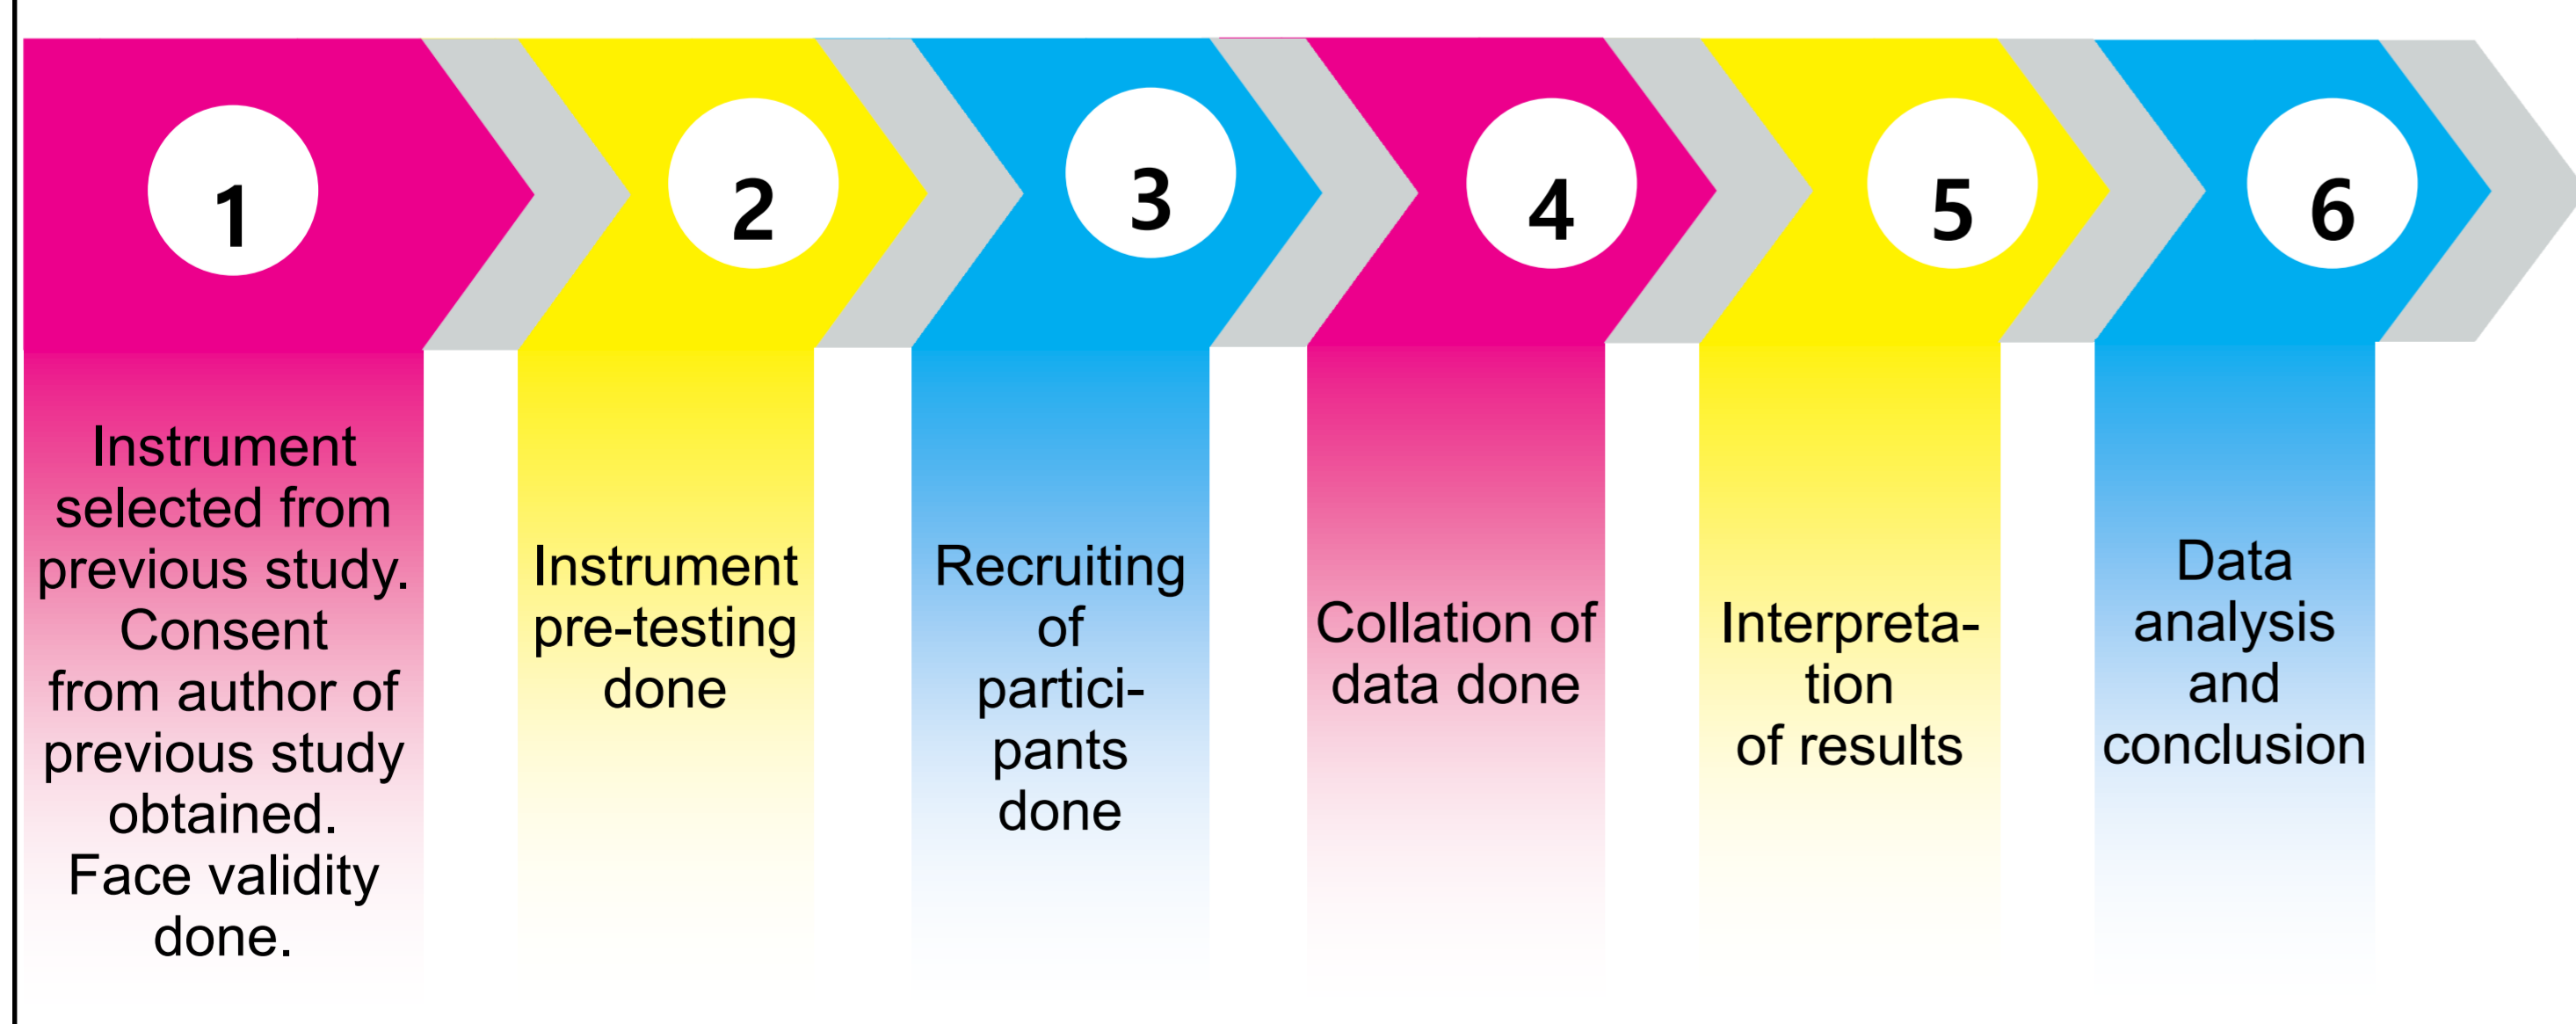 1
Instrument
selected from
previous study.
Consent
from author of
previous study
obtained.
Face validity
done.
2
Instrument
pre-testing
done
3
Recruiting
of
partici-
pants
done
4
Collation of
data done
5
Interpreta-
tion
of results
6
Data
analysis
and
conclusion